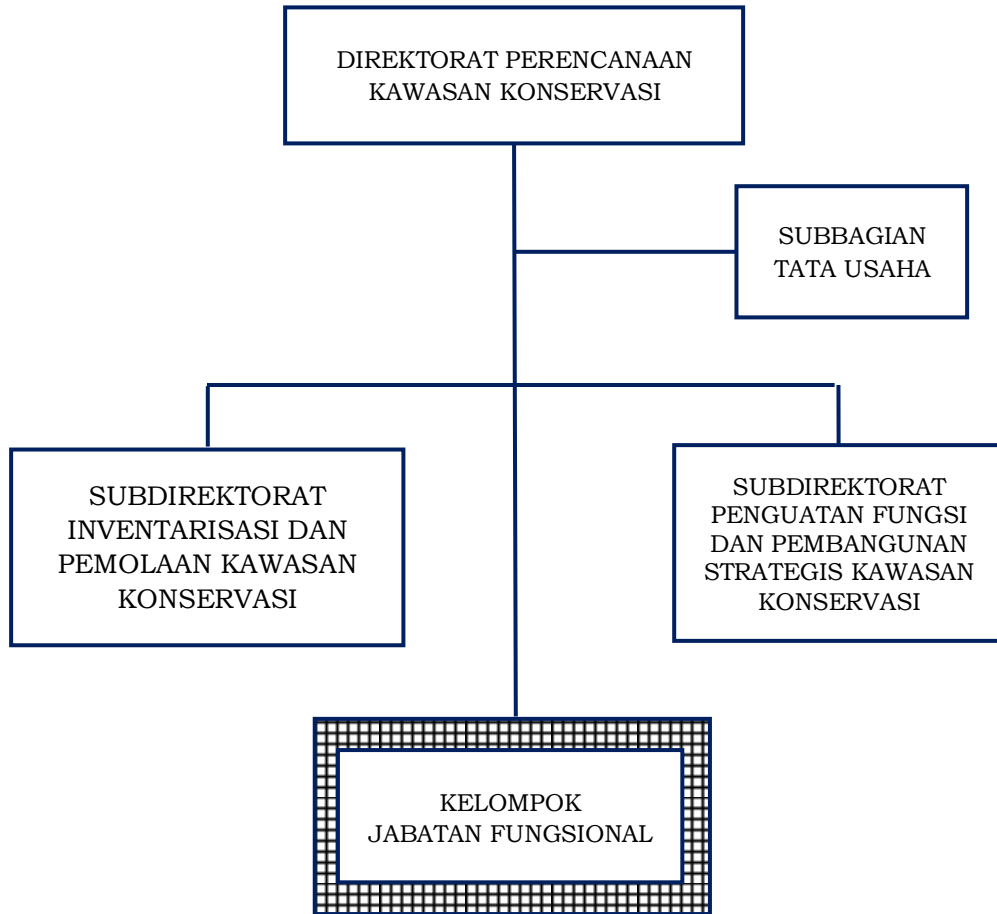 DIREKTORAT PERENCANAAN
KAWASAN KONSERVASI
SUBBAGIAN
TATA USAHA
SUBDIREKTORAT
INVENTARISASI DAN
PEMOLAAN KAWASAN
KONSERVASI
SUBDIREKTORAT
PENGUATAN FUNGSI
DAN PEMBANGUNAN
STRATEGIS KAWASAN
KONSERVASI
KELOMPOK
JABATAN FUNGSIONAL